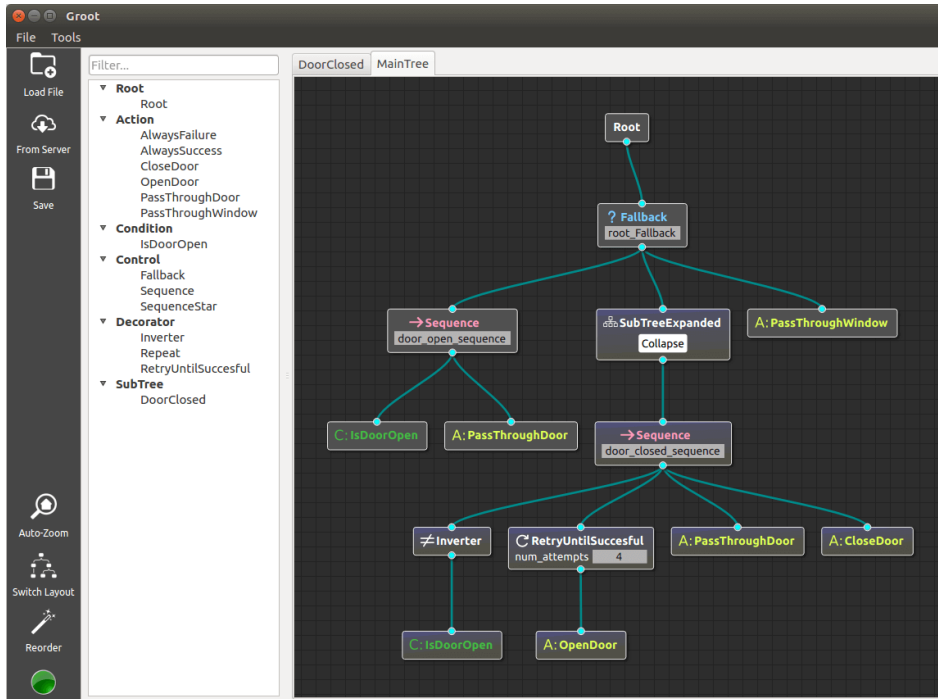 Groot
File Tools
Load File
From Server
Save
Auto-Zoom
Switch Layout
Reorder
Filter...
Root
Root
Action
AlwaysFailure
AlwaysSuccess
CloseDoor
OpenDoor
PassThroughDoor
PassThroughWindow
Condition
IsDoorOpen
Control
Fallback
Sequence
SequenceStar
Decorator
Inverter
Repeat
RetryUntilSuccesful
SubTree
DoorClosed
DoorClosed MainTree
Root
? Fallback
root_Fallback
→Sequence
door_open_sequence
SubTreeExpanded
Collapse
A:PassThroughWindow
C:IsDoorOpen
A:PassThroughDoor
→Sequence
door_closed_sequence
≠Inverter
RetryUntilSuccesful
num_attempts 4
A:PassThroughDoor
A:CloseDoor
C:IsDoorOpen
A:OpenDoor